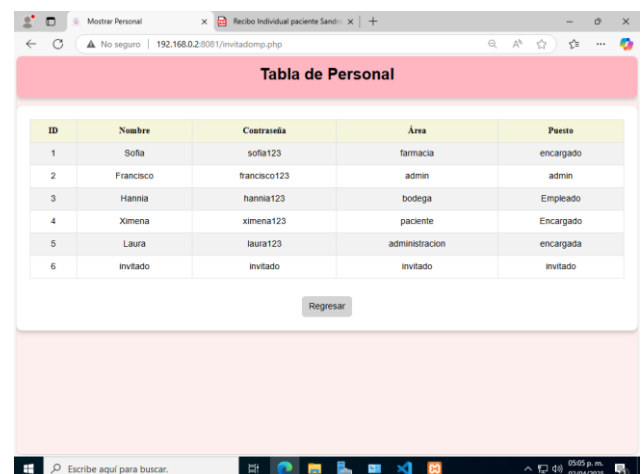 Mostrar Personal
Recibo Individual paciente Sandr
No seguro 192.168.0.2:8081/invitadomp.php
Tabla de Personal
ID Nombre Contraseña Área Puesto
1 Sofia sofia123 farmacia encargado
2 Francisco francisco123 admin admin
3 Hannia hannia123 bodega Empleado
4 Ximena ximena123 paciente Encargado
5 Laura laura123 administracion encargada
6 invitado invitado invitado invitado
Regresar
Escribe aquí para buscar.
05:05 p. m.